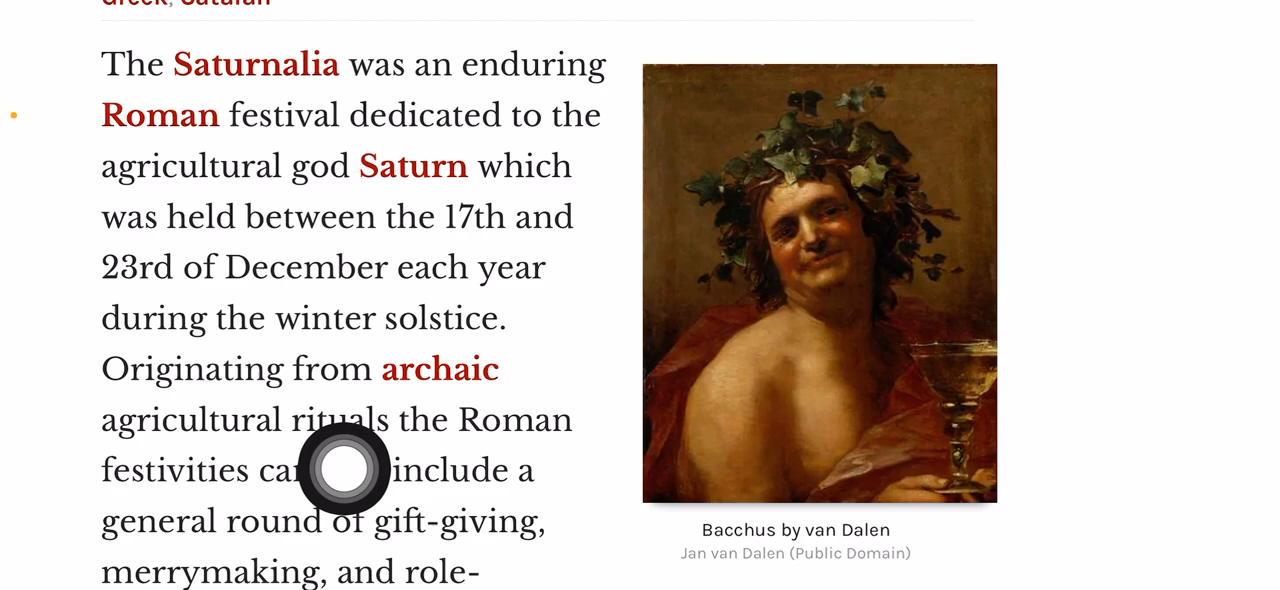 Greek, Catalan
The Saturnalia was an enduring
Roman festival dedicated to the
agricultural god Saturn which
was held between the 17th and
23rd of December each year
during the winter solstice.
Originating from archaic
agricultural rituals the Roman
festivities include a
general round of gift-giving,
merrymaking, and role-
Bacchus by van Dalen
Jan van Dalen (Public Domain)